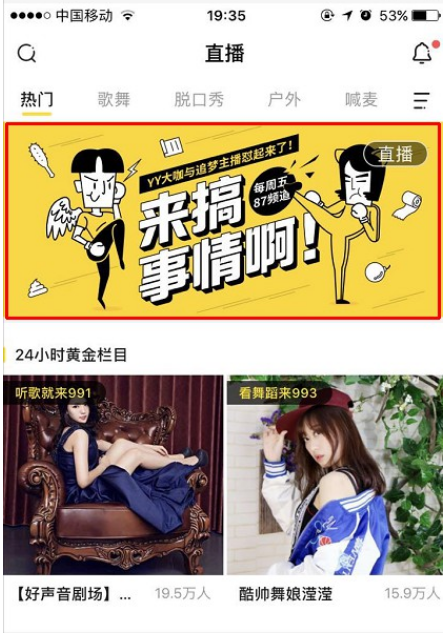 中国移动
19:35
53%
直播
热门
歌舞
脱口秀
户外
喊麦
直播
YY大咖与追梦主播怼起来了！
来搞
事情啊！
每周五
87频道
24小时黄金栏目
听歌就来991
看舞蹈来993
【好声音剧场】...
19.5万人
酷帅舞娘滢滢
15.9万人